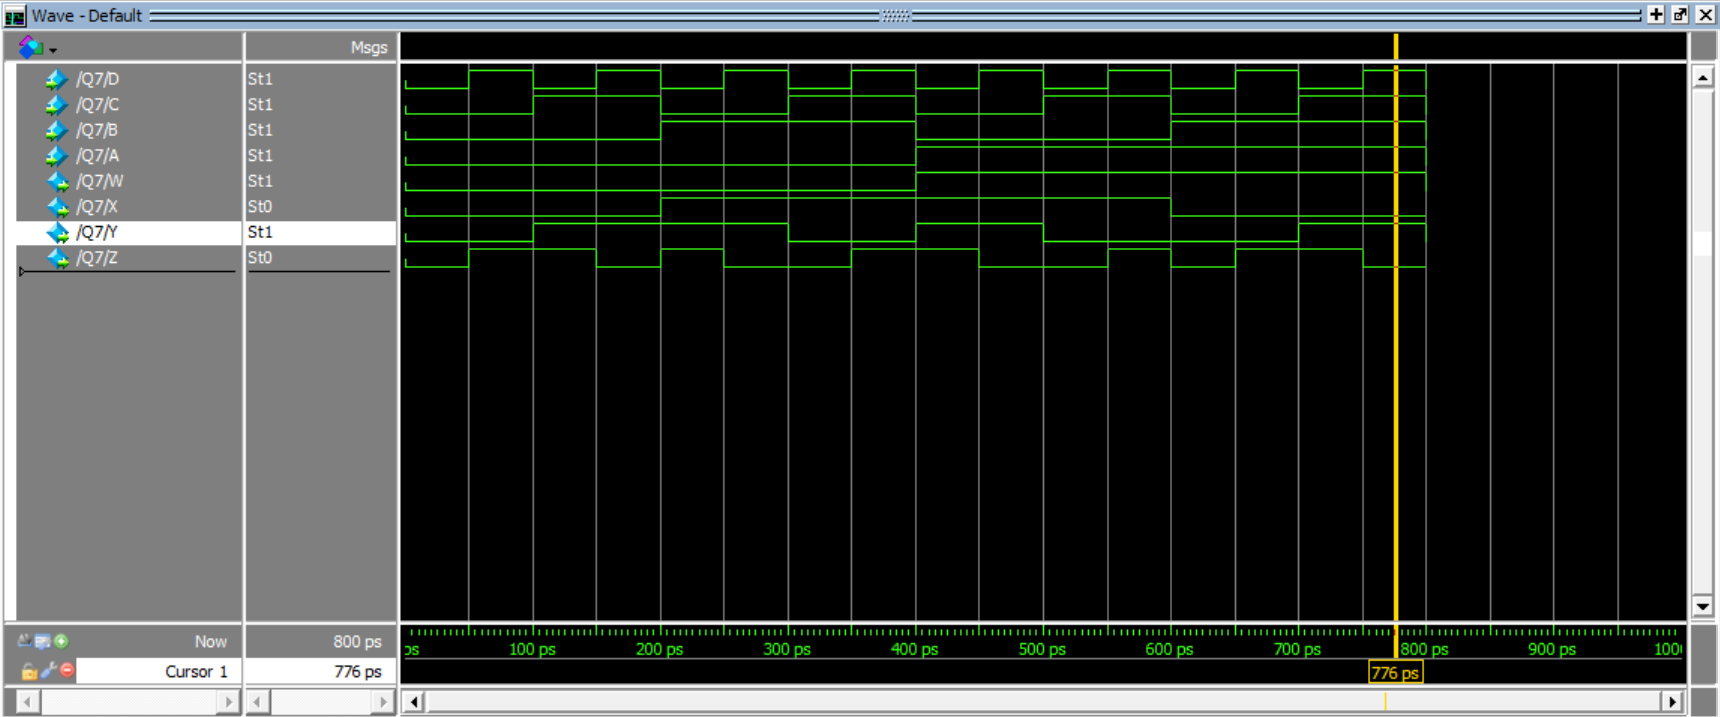 Wave - Default
Msgs
/Q7/D St1
/Q7/C St1
/Q7/B St1
/Q7/A St1
/Q7/W St1
/Q7/X St0
/Q7/Y St1
/Q7/Z St0
Now 800 ps
ps 100 ps 200 ps 300 ps 400 ps 500 ps 600 ps 700 ps 800 ps 900 ps 100
Cursor 1 776 ps 776 ps